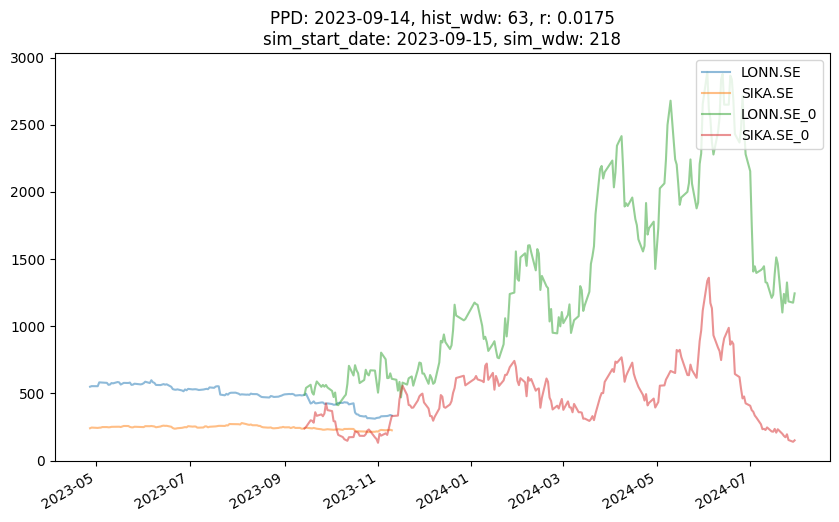 PPD: 2023-09-14, hist_wdw: 63, r: 0.0175
sim_start_date: 2023-09-15, sim_wdw: 218
3000
2500
2000
1500
1000
500
0
LONN.SE
SIKA.SE
LONN.SE_0
SIKA.SE_0
2023-05
2023-07
2023-09
2023-11
2024-01
2024-03
2024-05
2024-07